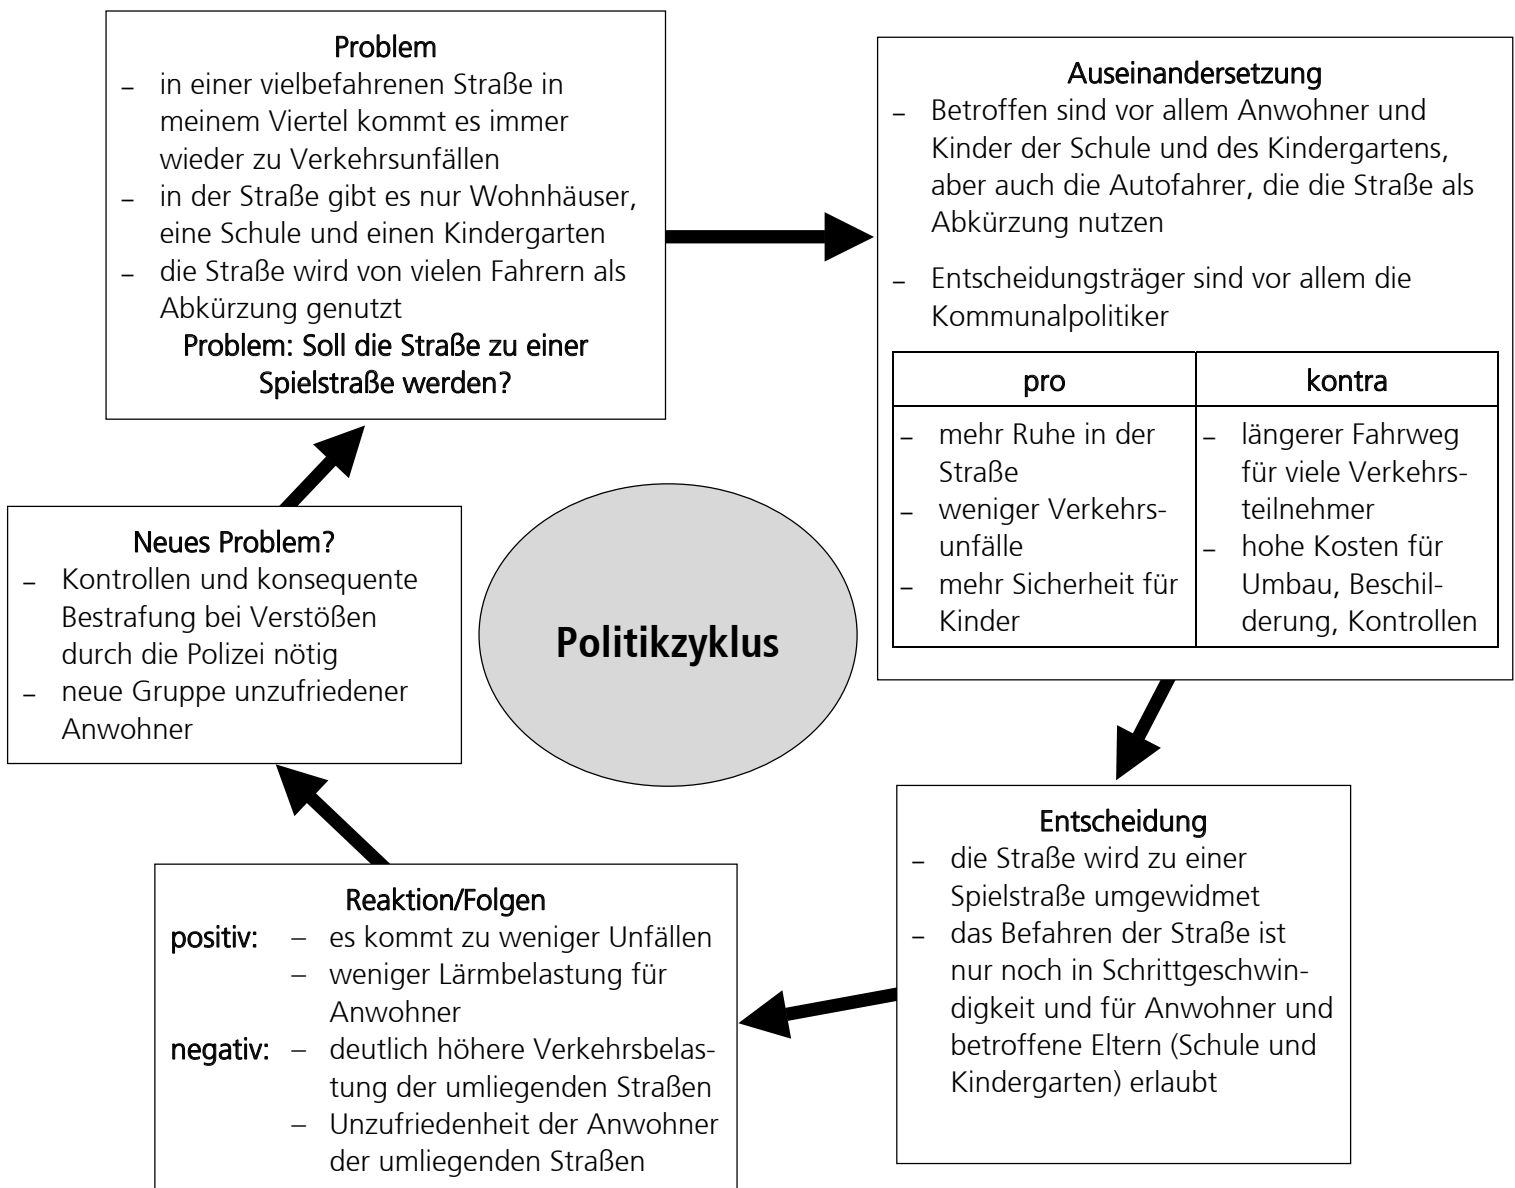 Problem
– in einer vielbefahrenen Straße in
meinem Viertel kommt es immer
wieder zu Verkehrsunfällen
– in der Straße gibt es nur Wohnhäuser,
eine Schule und einen Kindergarten
– die Straße wird von vielen Fahrern als
Abkürzung genutzt
Problem: Soll die Straße zu einer
Spielstraße werden?
Auseinandersetzung
– Betroffen sind vor allem Anwohner und
Kinder der Schule und des Kindergartens,
aber auch die Autofahrer, die die Straße als
Abkürzung nutzen
– Entscheidungsträger sind vor allem die
Kommunalpolitiker
pro
– mehr Ruhe in der
Straße
– weniger Verkehrs-
unfälle
– mehr Sicherheit für
Kinder
kontra
– längerer Fahrweg
für viele Verkehrs-
teilnehmer
– hohe Kosten für
Umbau, Beschil-
derung, Kontrollen
Entscheidung
– die Straße wird zu einer
Spielstraße umgewidmet
– das Befahren der Straße ist
nur noch in Schrittgeschwin-
digkeit und für Anwohner und
betroffene Eltern (Schule und
Kindergarten) erlaubt
Reaktion/Folgen
positiv: – es kommt zu weniger Unfällen
– weniger Lärmbelastung für
Anwohner
negativ: – deutlich höhere Verkehrsbelas-
tung der umliegenden Straßen
– Unzufriedenheit der Anwohner
der umliegenden Straßen
Neues Problem?
– Kontrollen und konsequente
Bestrafung bei Verstößen
durch die Polizei nötig
– neue Gruppe unzufriedener
Anwohner
Politikzyklus